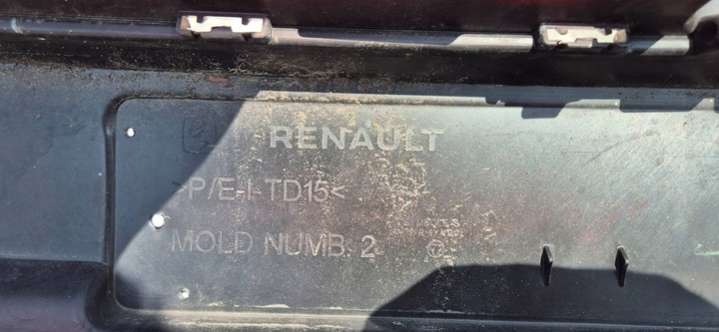 RENAULT
>P/E-I-TD15<
MOLD NUMB. 2